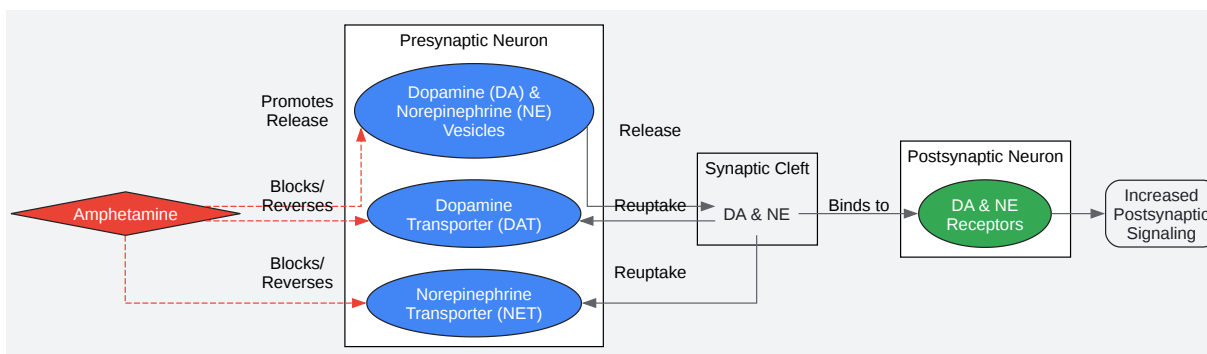 Presynaptic Neuron
Dopamine (DA) &
Norepinephrine (NE)
Vesicles
Promotes
Release
Release
Synaptic Cleft
Postsynaptic Neuron
Blocks/
Reverses
Amphetamine
Dopamine
Transporter (DAT)
Reuptake
DA & NE
Binds to
DA & NE
Receptors
Increased
Postsynaptic
Signaling
Blocks/
Reverses
Norepinephrine
Transporter (NET)
Reuptake